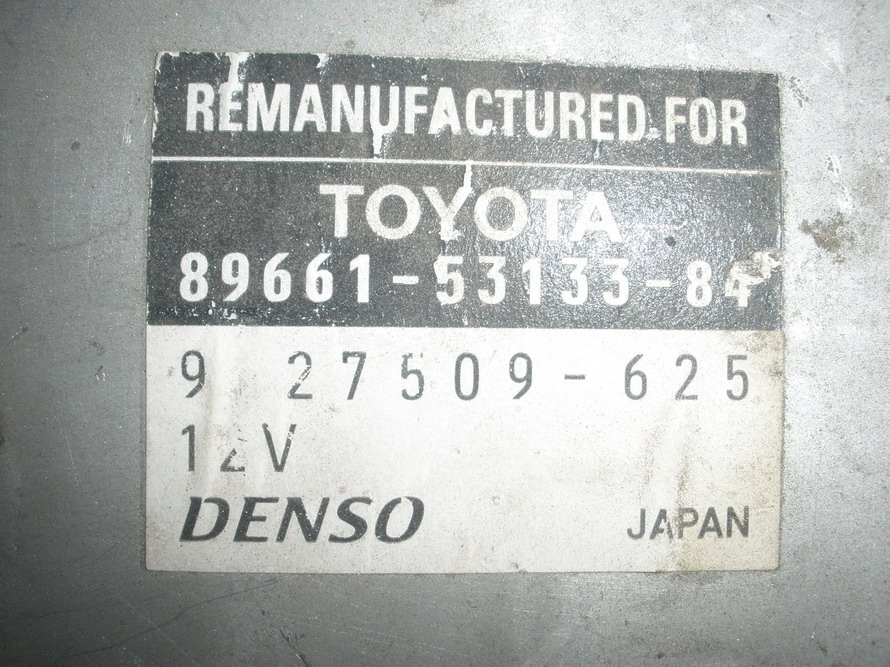 REMANUFACTURED FOR
TOYOTA
89661-53133-84
9 27509-625
12V
DENSO JAPAN